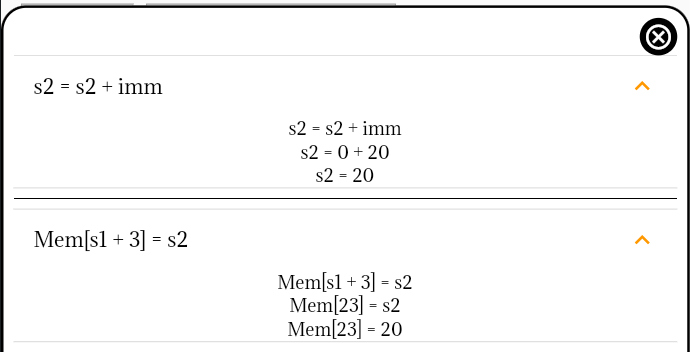 s2 = s2 + imm
s2 = s2 + imm
s2 = 0 + 20
s2 = 20
Mem[s1 + 3] = s2
Mem[s1 + 3] = s2
Mem[23] = s2
Mem[23] = 20